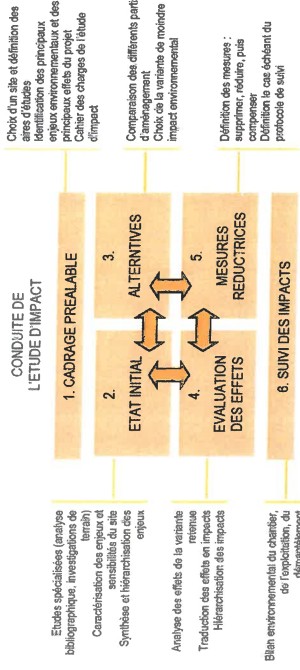 CONDUITE DE
L'ETUDE D'IMPACT
1. CADRAGE PREALABLE
Choix d'un site et définition des
aires d'études
Identification des principaux
enjeux environnementaux et des
principaux effets du projet
Cahier des charges de l'étude
d'impact
Etudes spécialisées (analyse
bibliographique, investigations de
terrain)
Caractérisation des enjeux et
sensibilités du site
Synthèse et hiérarchisation des
enjeux
2.
ETAT INITIAL
3.
ALTERNTIVES
Comparaison des différents partis
d'aménagement
Choix de la variante de moindre
impact environnemental
Analyse des effets de la variante
retenue
Traduction des effets en impacts
Hiérarchisation des impacts
4.
EVALUATION
DES EFFETS
5.
MESURES
REDUCTRICES
Définition des mesures :
supprimer, réduire, puis
compenser
Définition le cas échéant du
protocole de suivi
6. SUIVI DES IMPACTS
Bilan environnemental du chantier,
de l'exploitation, du
démantèlement